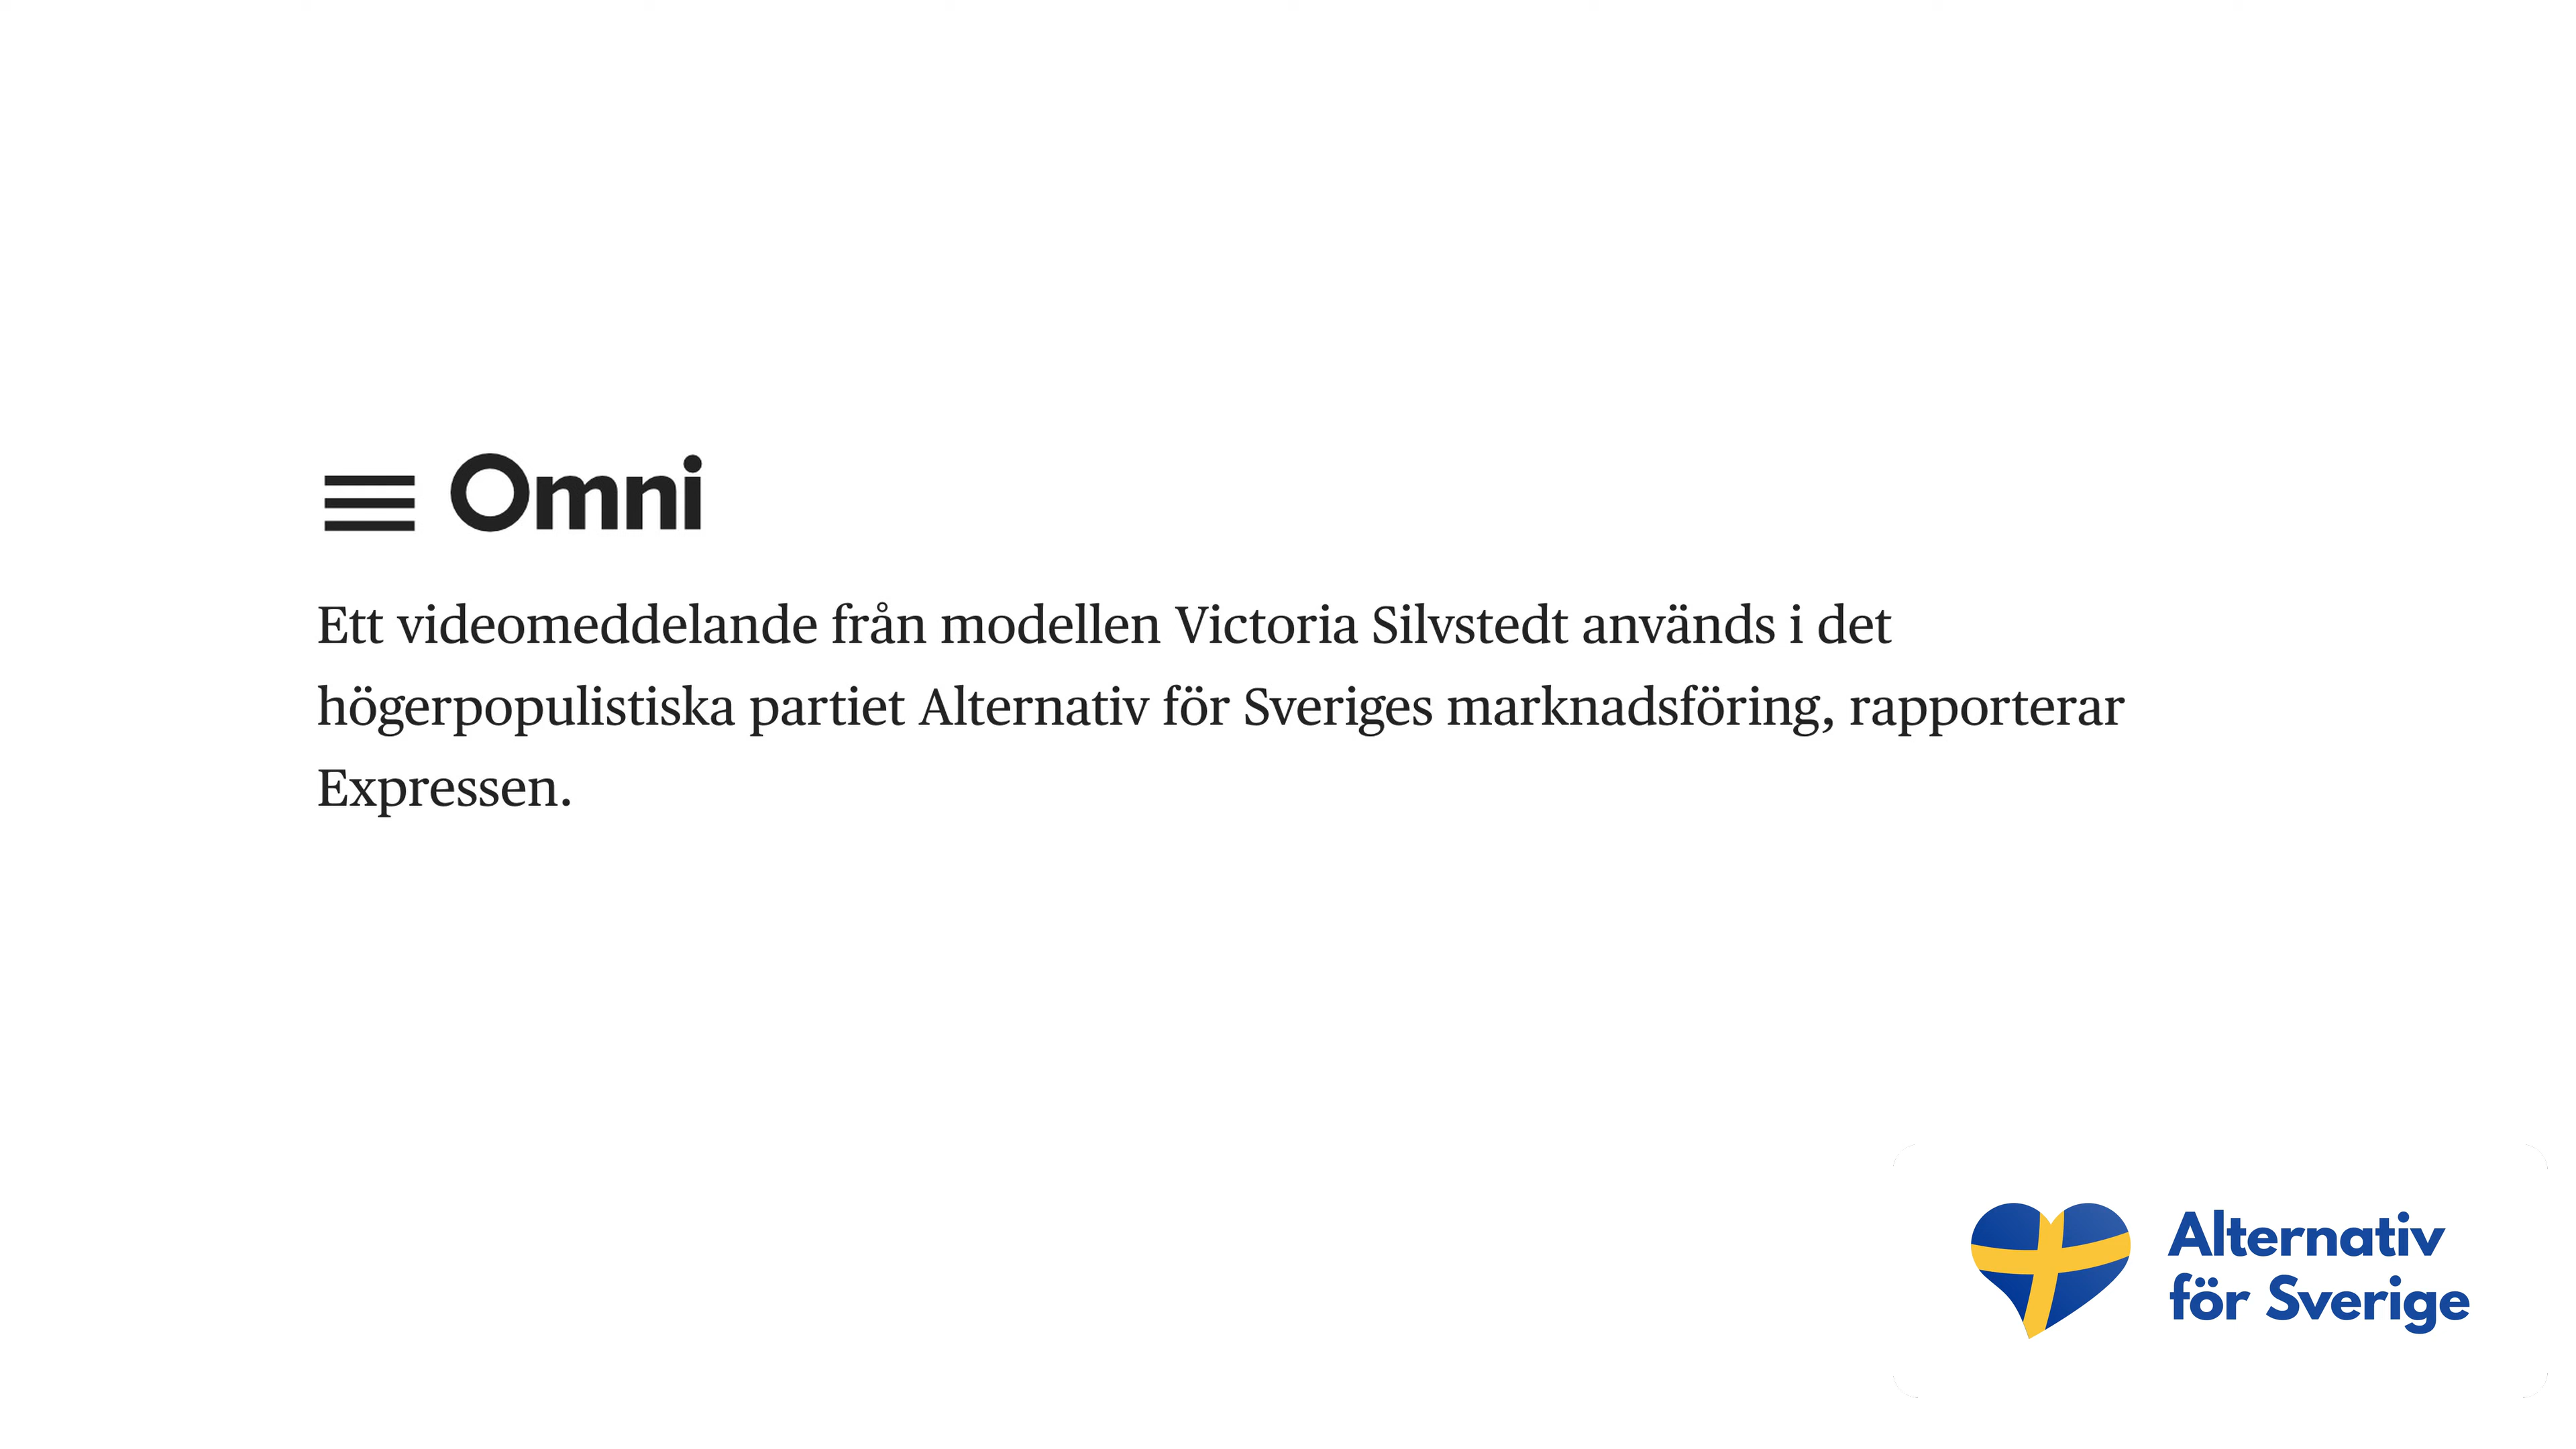 Omni
Ett videomeddelande från modellen Victoria Silvstedt används i det
högerpopulistiska partiet Alternativ för Sveriges marknadsföring, rapporterar
Expressen.
Alternativ
för Sverige